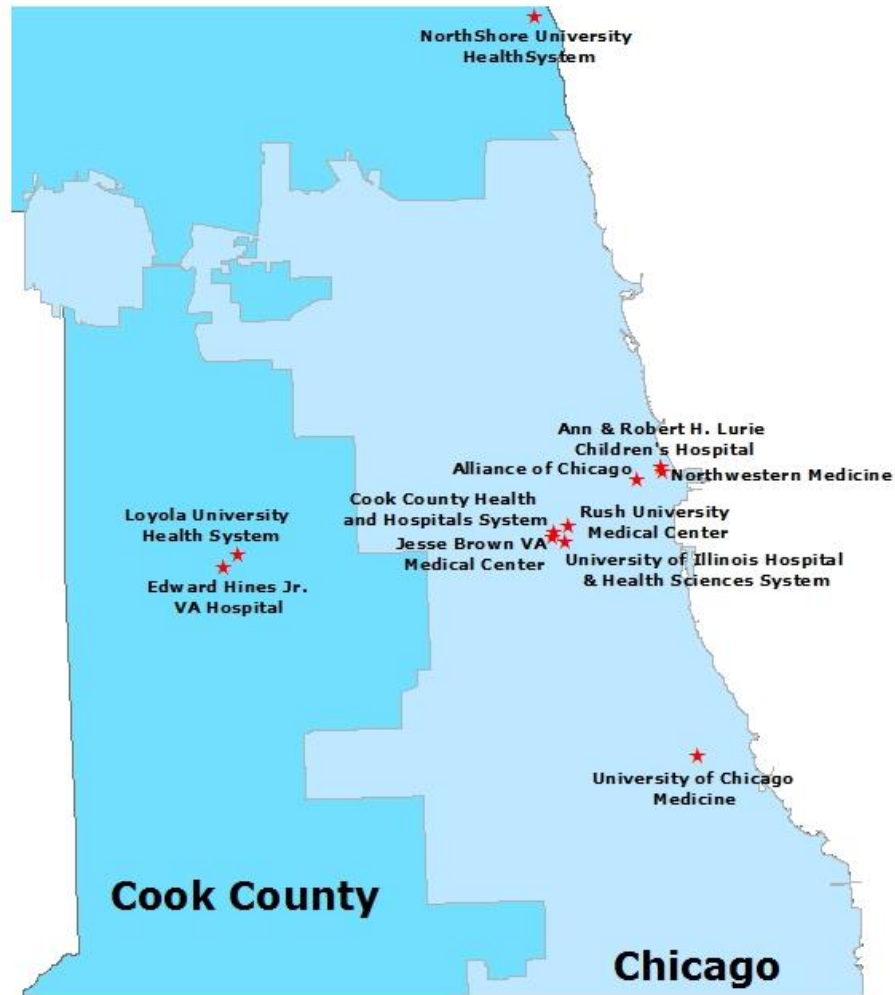 NorthShore University
HealthSystem
Ann & Robert H. Lurie
Children's Hospital
Alliance of Chicago
Northwestern Medicine
Cook County Health
and Hospitals System
Rush University
Medical Center
Jesse Brown VA
Medical Center
University of Illinois Hospital
& Health Sciences System
Loyola University
Health System
Edward Hines Jr.
VA Hospital
University of Chicago
Medicine
Cook County
Chicago